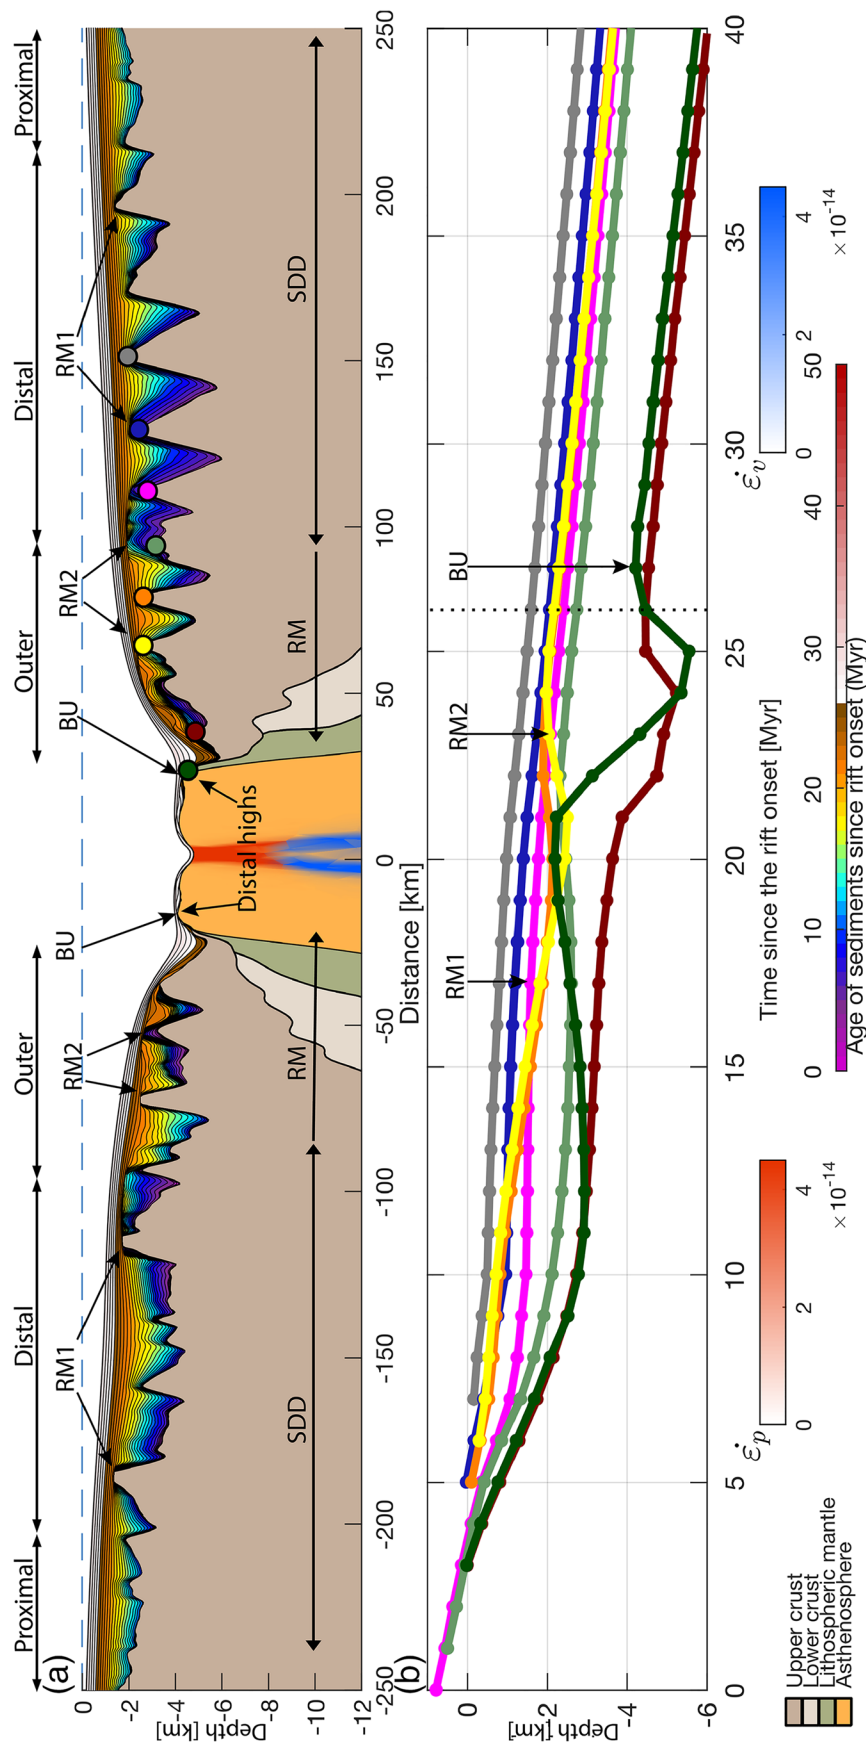 (a)
Proximal
Distal
Outer
Outer
Distal
Proximal
RM1
RM2
BU
BU
RM2
RM1
Distal highs
SDD
RM
RM
SDD
Depth [km]
0
-2
-4
-6
-8
-10
-12
-250
-200
-150
-100
-50
0
50
100
150
200
250
Distance [km]
(b)
RM1
RM2
BU
Depth [km]
0
-2
-4
-6
0
5
10
15
20
25
30
35
40
Time since the rift onset [Myr]
Upper crust
Lower crust
Lithospheric mantle
Asthenosphere
ε̇p
0
2
4
×10-14
0
10
20
30
40
50
Age of sediments since rift onset (Myr)
ε̇v
0
2
4
×10-14